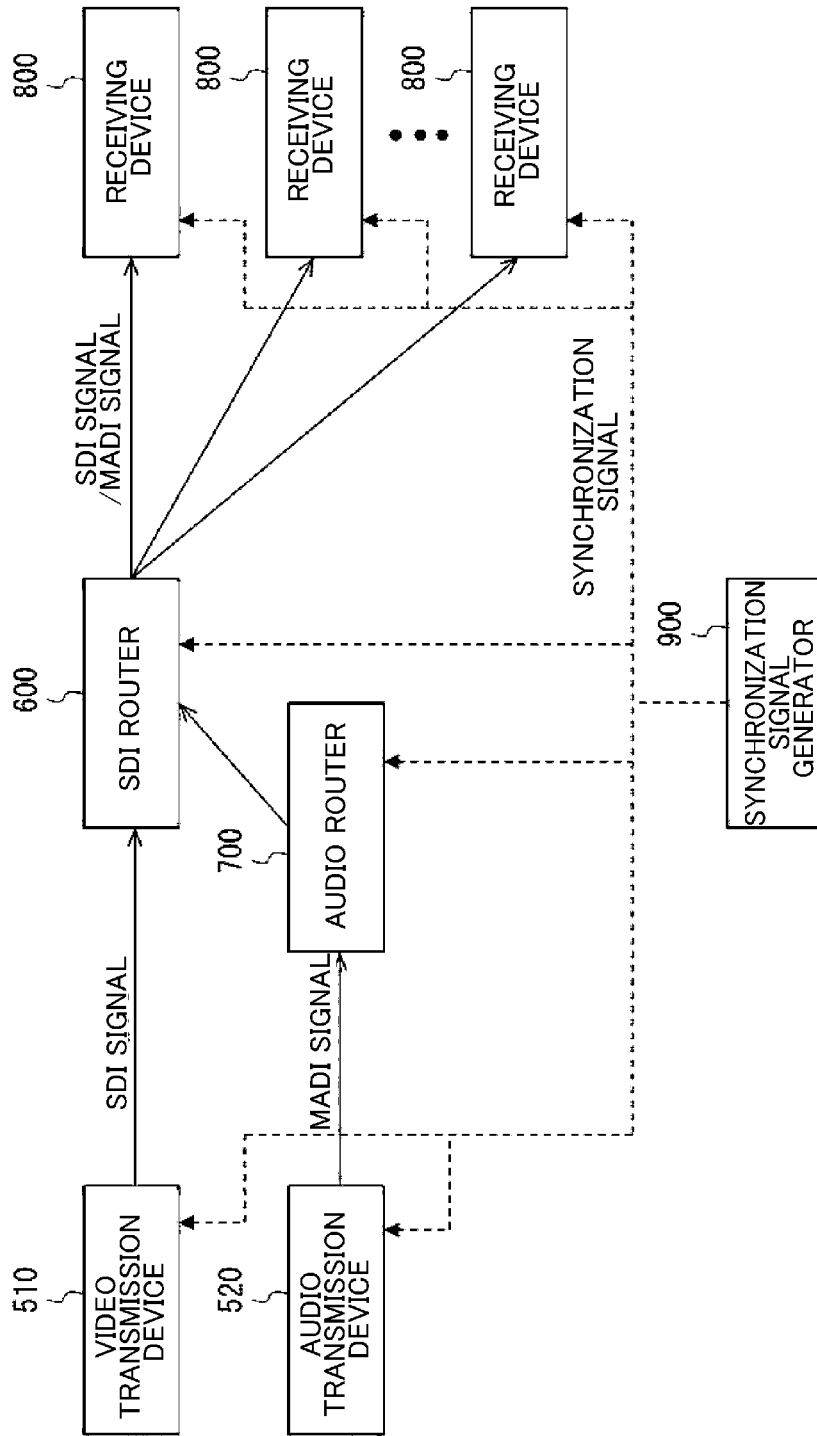 510
VIDEO
TRANSMISSION
DEVICE
SDI SIGNAL
600
SDI ROUTER
SDI SIGNAL
/MADI SIGNAL
800
RECEIVING
DEVICE
520
AUDIO
TRANSMISSION
DEVICE
MADI SIGNAL
700
AUDIO ROUTER
800
RECEIVING
DEVICE
800
RECEIVING
DEVICE
SYNCHRONIZATION
SIGNAL
900
SYNCHRONIZATION
SIGNAL
GENERATOR